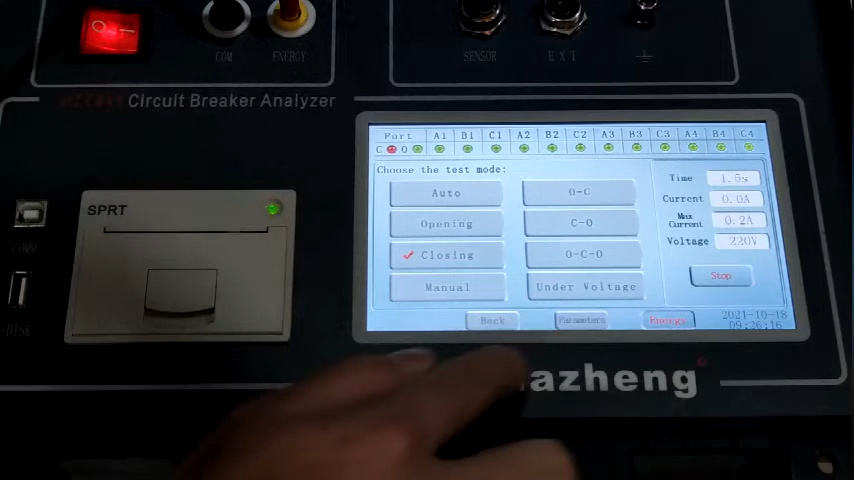 O I
COM
ENERGY
SENSOR
EXT
Circuit Breaker Analyzer
Port A1 B1 C1 A2 B2 C2 A3 B3 C3 A4 B4 C4
C O
Choose the test mode:
Auto
O-C
Opening
C-O
Closing
O-C-O
Manual
Under Voltage
Time 1.6s
Current 0.0A
Max Current 0.2A
Voltage 220V
Stop
Back
Parameters
Energy
2021-10-18
09:26:16
SPRT
-DISK
azheng